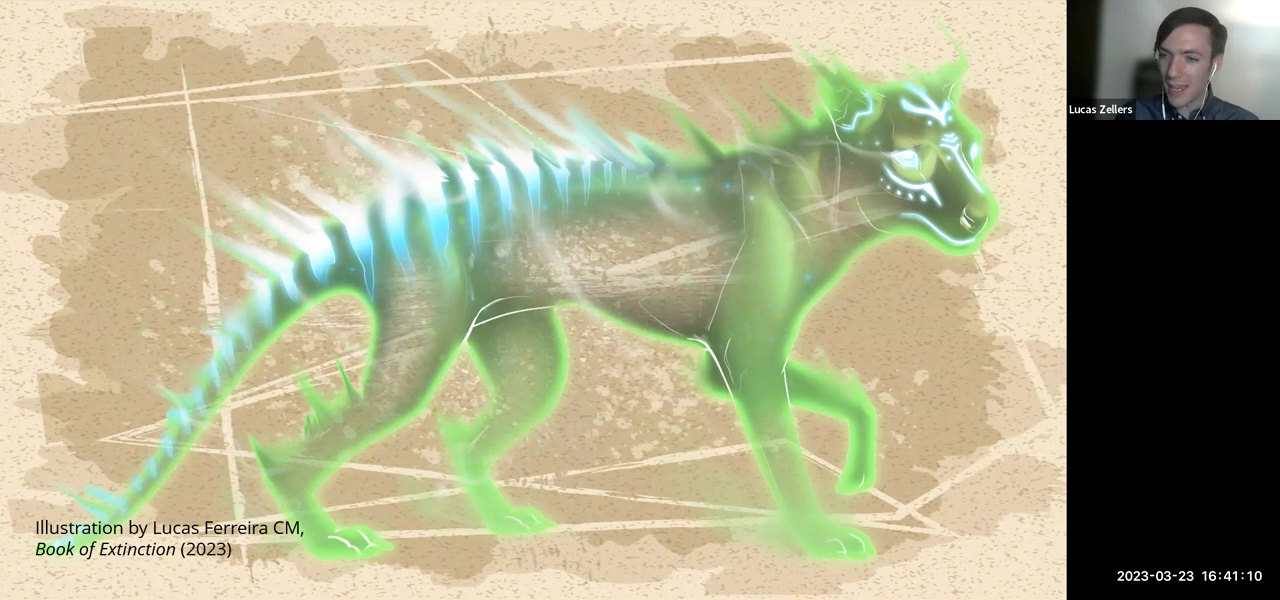 Lucas Zellers
Illustration by Lucas Ferreira CM,
Book of Extinction (2023)
2023-03-23 16:41:10